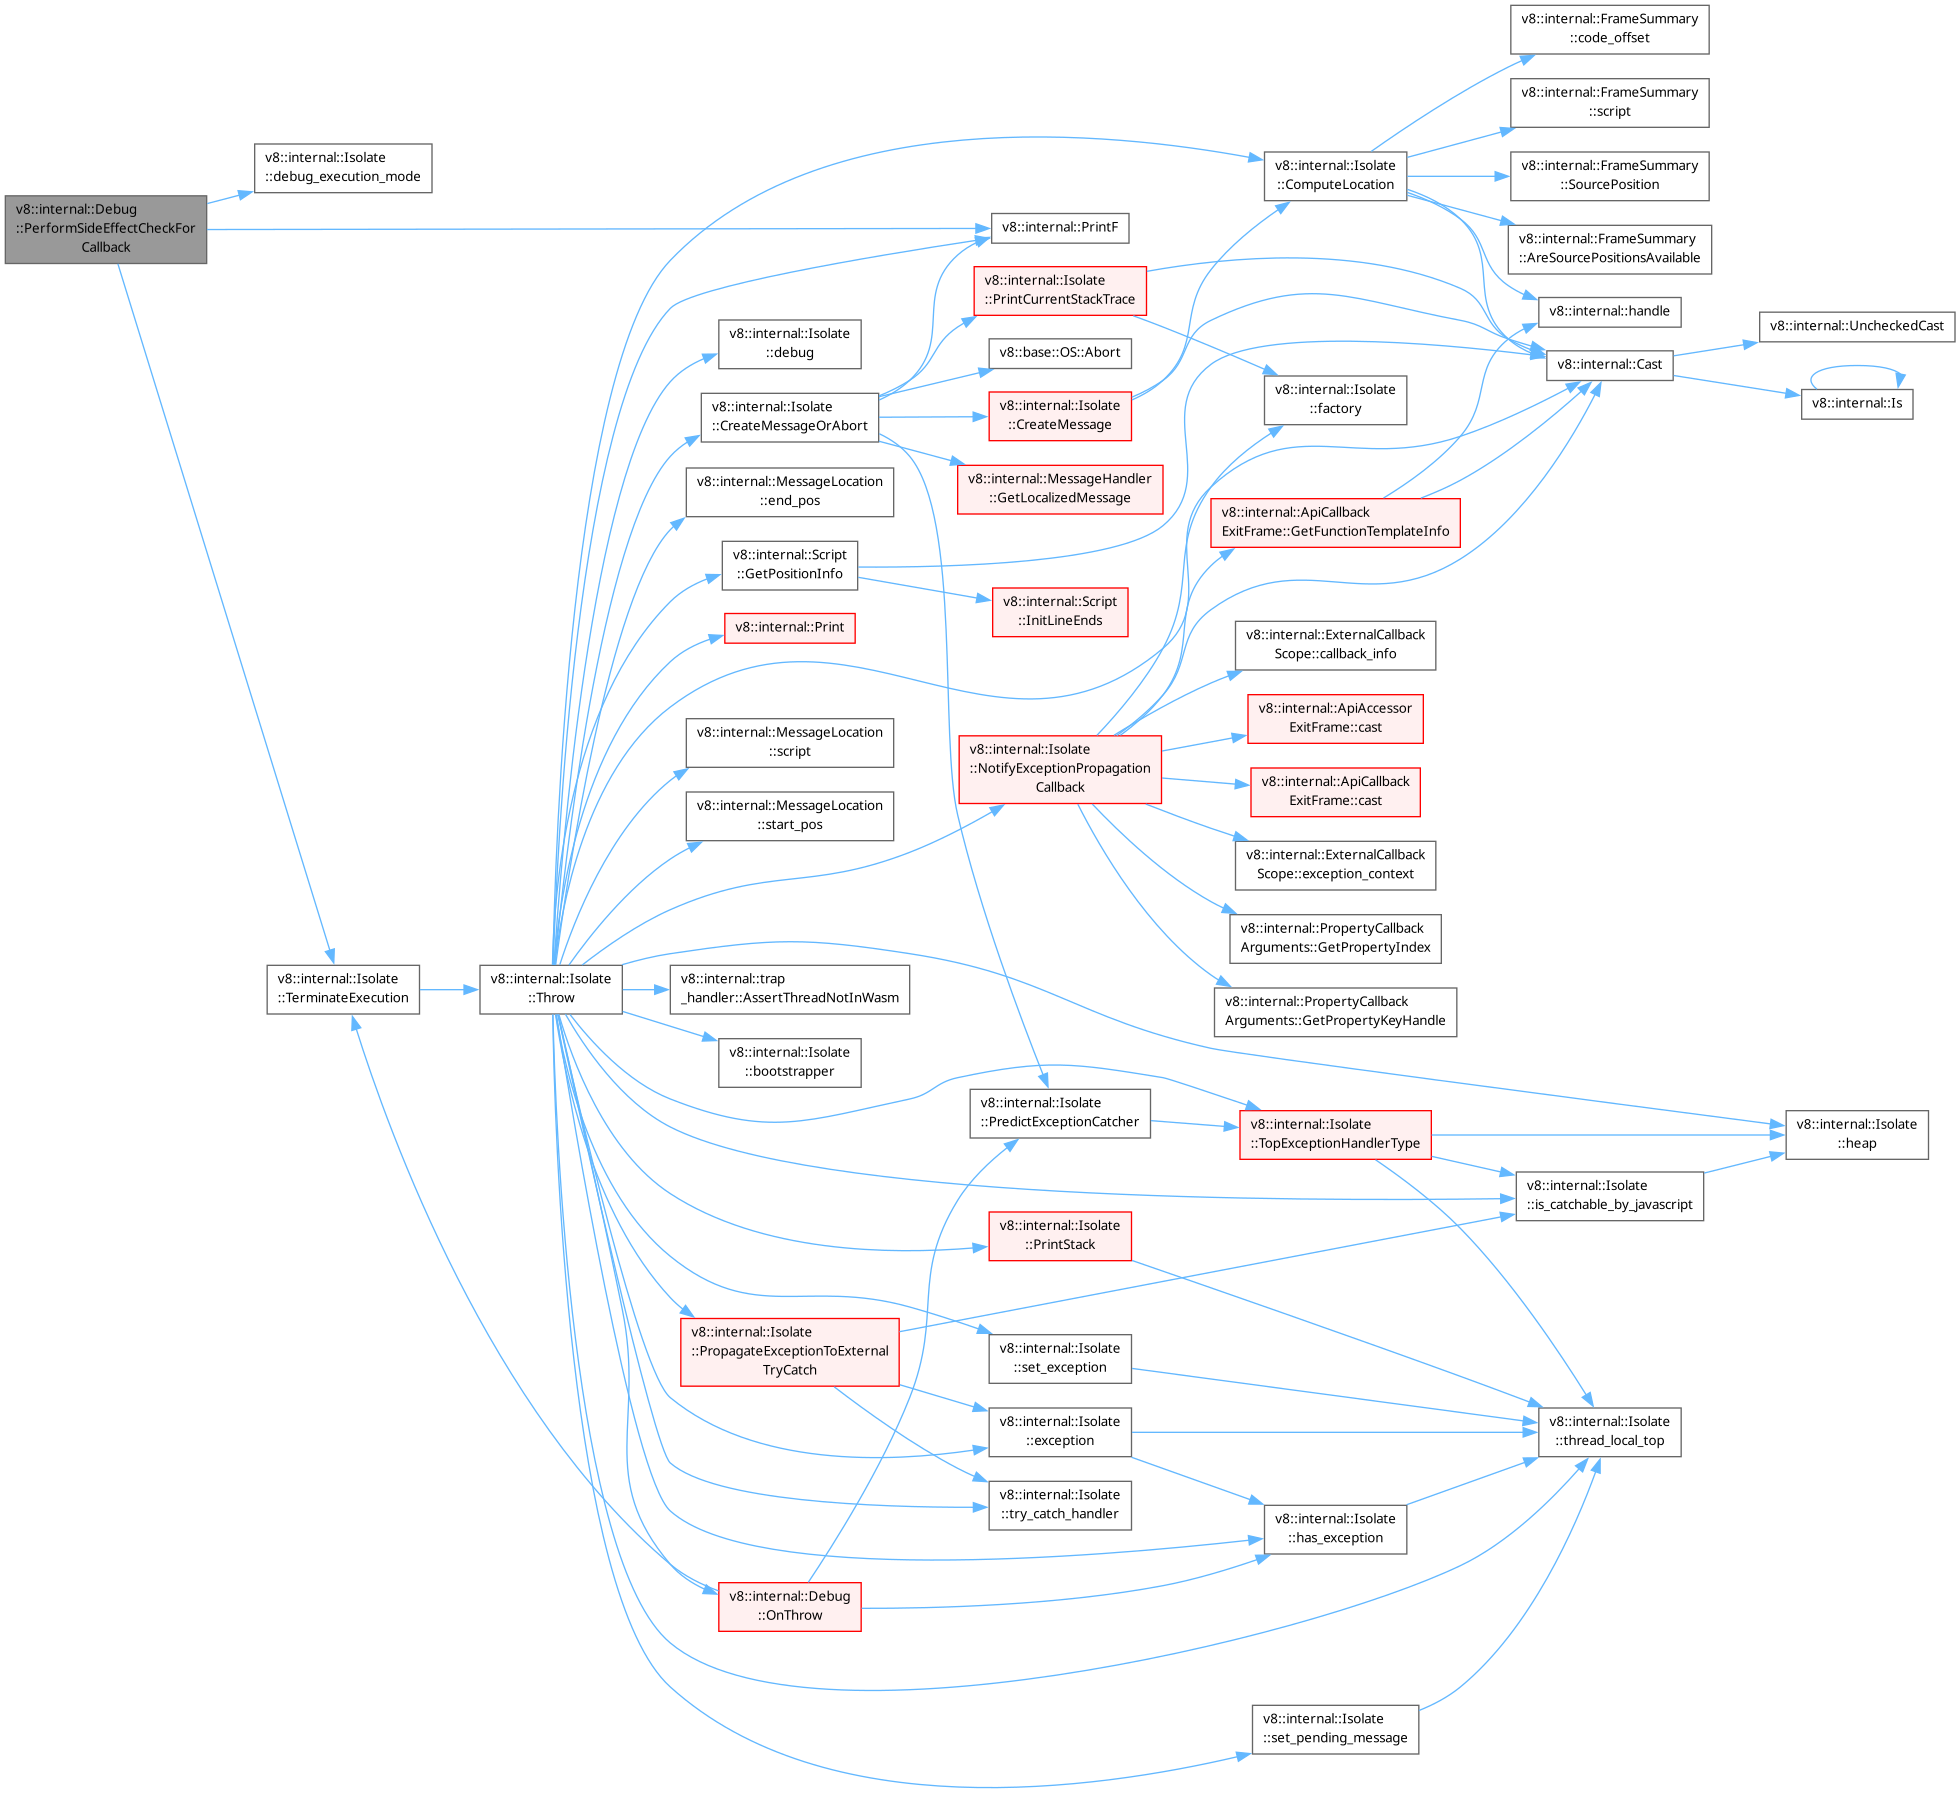 v8::internal::Debug
::PerformSideEffectCheckFor
Callback
v8::internal::Isolate
::debug_execution_mode
v8::internal::Isolate
::TerminateExecution
v8::internal::Isolate
::Throw
v8::internal::Isolate
::debug
v8::internal::Isolate
::CreateMessageOrAbort
v8::internal::MessageLocation
::end_pos
v8::internal::Script
::GetPositionInfo
v8::internal::Print
v8::internal::MessageLocation
::script
v8::internal::MessageLocation
::start_pos
v8::internal::trap
_handler::AssertThreadNotInWasm
v8::internal::Isolate
::bootstrapper
v8::internal::Isolate
::PropagateExceptionToExternal
TryCatch
v8::internal::Debug
::OnThrow
v8::internal::PrintF
v8::internal::Isolate
::PrintCurrentStackTrace
v8::base::OS::Abort
v8::internal::Isolate
::CreateMessage
v8::internal::MessageHandler
::GetLocalizedMessage
v8::internal::Script
::InitLineEnds
v8::internal::Isolate
::NotifyExceptionPropagation
Callback
v8::internal::Isolate
::PredictExceptionCatcher
v8::internal::Isolate
::PrintStack
v8::internal::Isolate
::set_exception
v8::internal::Isolate
::exception
v8::internal::Isolate
::try_catch_handler
v8::internal::Isolate
::ComputeLocation
v8::internal::Isolate
::factory
v8::internal::ApiCallback
ExitFrame::GetFunctionTemplateInfo
v8::internal::ExternalCallback
Scope::callback_info
v8::internal::ApiAccessor
ExitFrame::cast
v8::internal::ApiCallback
ExitFrame::cast
v8::internal::ExternalCallback
Scope::exception_context
v8::internal::PropertyCallback
Arguments::GetPropertyIndex
v8::internal::PropertyCallback
Arguments::GetPropertyKeyHandle
v8::internal::Isolate
::TopExceptionHandlerType
v8::internal::Isolate
::has_exception
v8::internal::Isolate
::set_pending_message
v8::internal::FrameSummary
::code_offset
v8::internal::FrameSummary
::script
v8::internal::FrameSummary
::SourcePosition
v8::internal::FrameSummary
::AreSourcePositionsAvailable
v8::internal::handle
v8::internal::Cast
v8::internal::Isolate
::is_catchable_by_javascript
v8::internal::Isolate
::thread_local_top
v8::internal::UncheckedCast
v8::internal::Is
v8::internal::Isolate
::heap